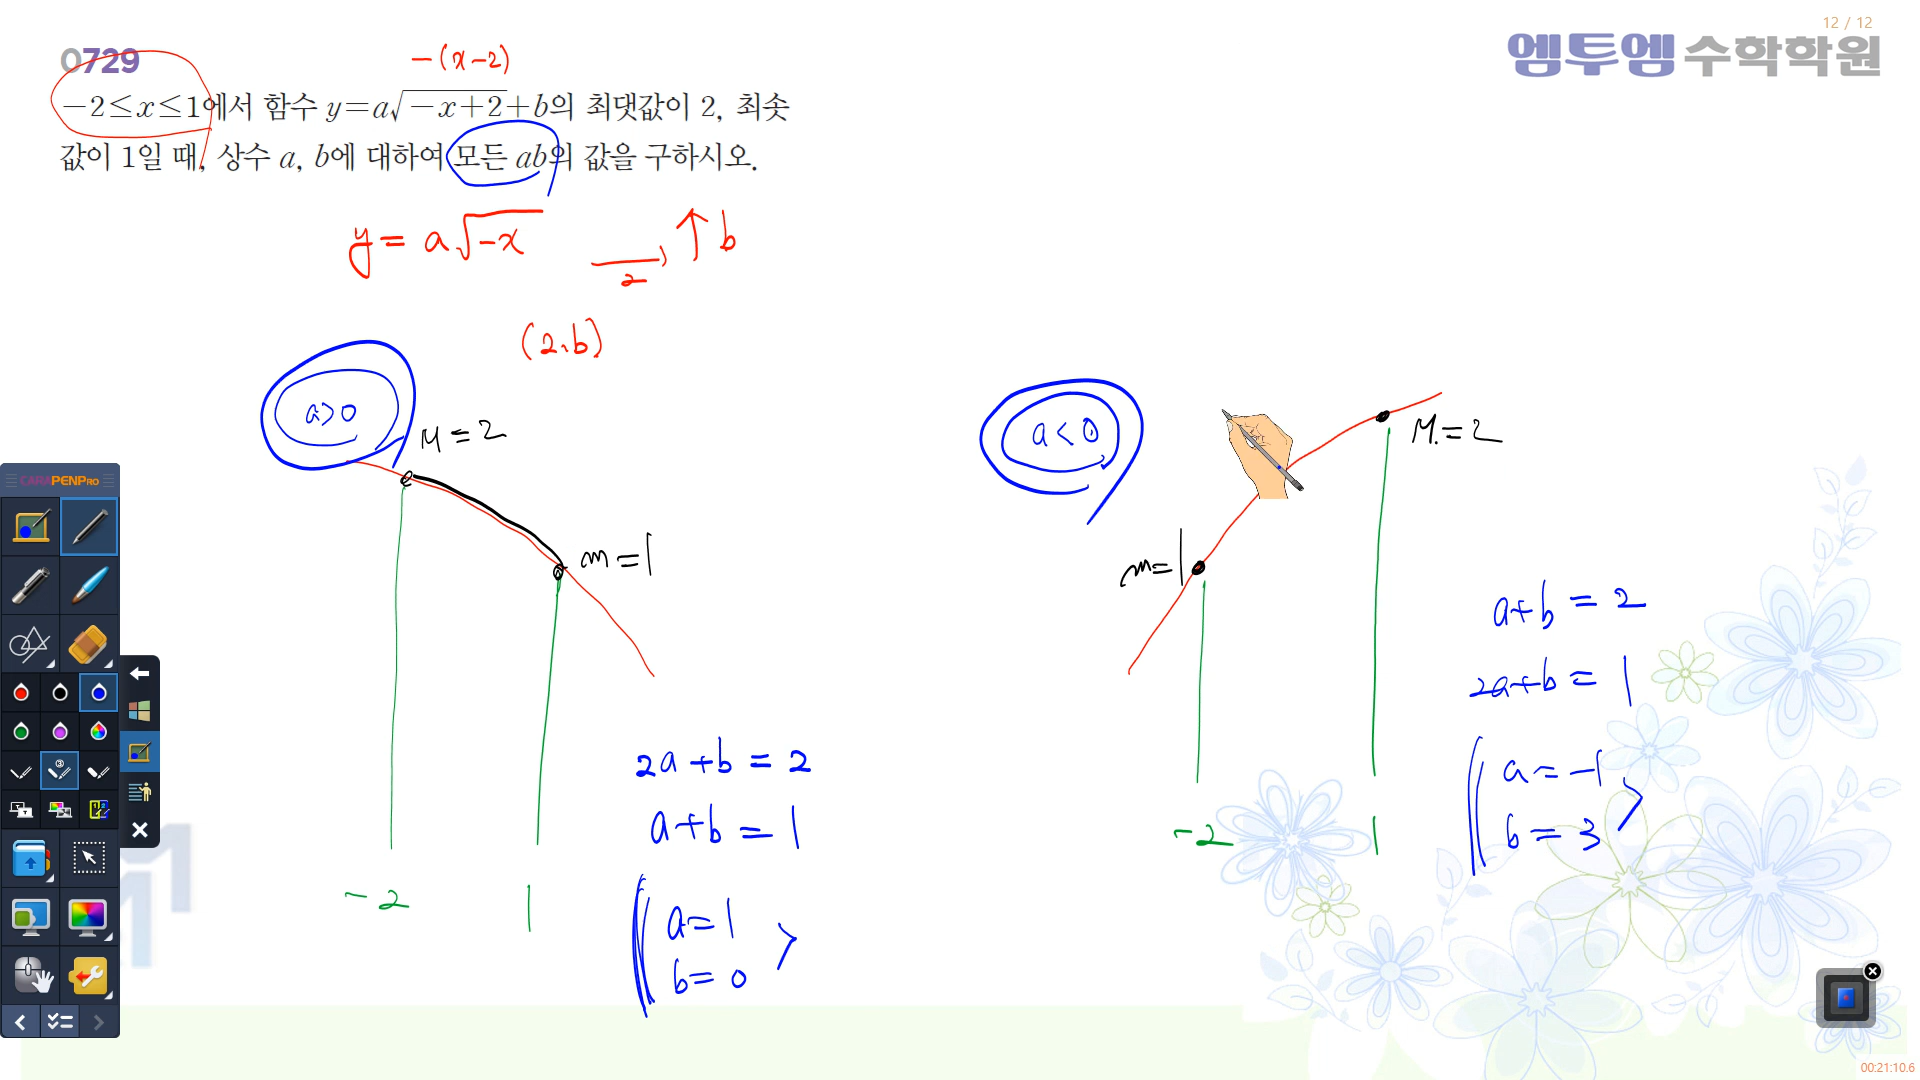 12 / 12
엠투엠수학학원
0729
-(x-2)
-2≤x≤1에서 함수 y=a√-x+2+b의 최댓값이 2, 최솟
값이 1일 때, 상수 a, b에 대하여 모든 ab의 값을 구하시오.
y = a√-x
2
↑b
(2,b)
a>0
M=2
m=1
-2
1
2a+b=2
a+b=1
a=1
b=0
a<0
M=2
m=1
-2
1
a+b=2
2a+b=1
a=-1
b=3
CARAPENPRO
00:21:10.6